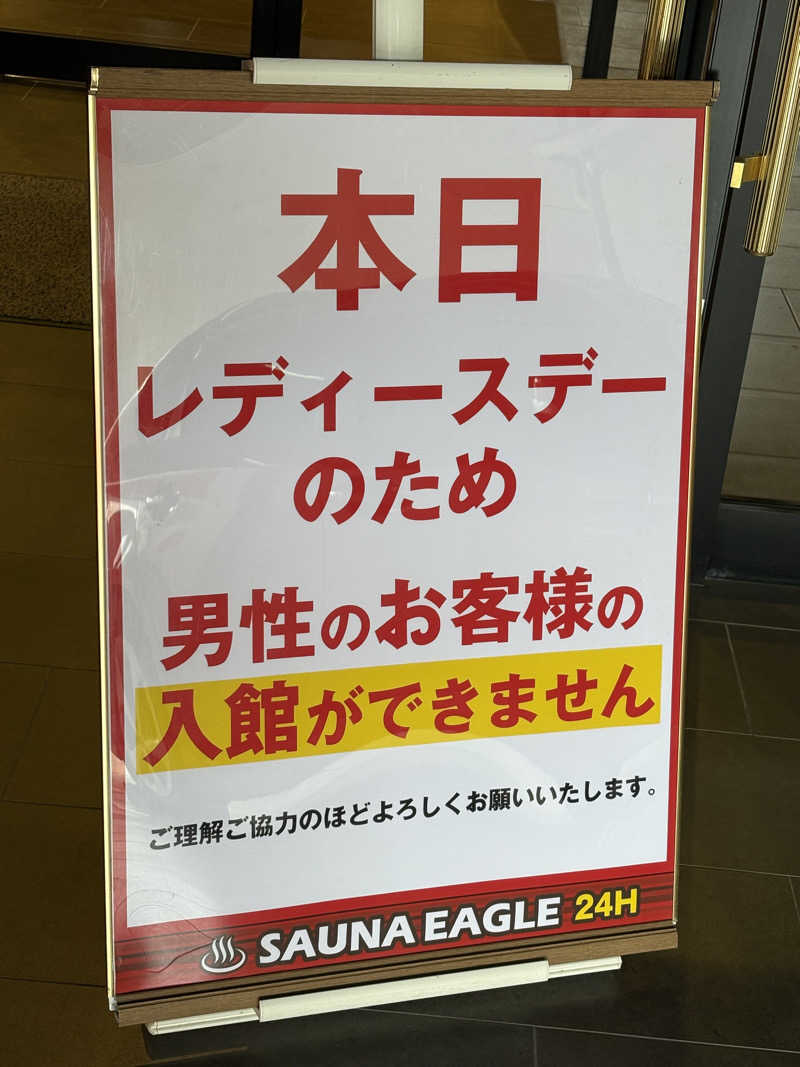 本日
レディースデー
のため
男性のお客様の
入館ができません
ご理解ご協力のほどよろしくお願いいたします。
SAUNA EAGLE 24H